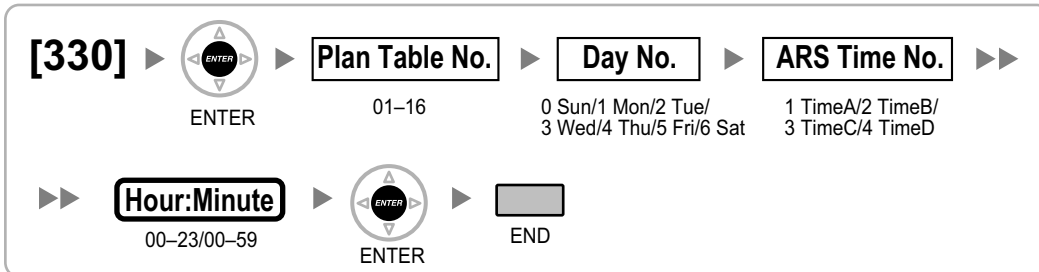 [330]
ENTER
Plan Table No.
Day No.
ARS Time No.
ENTER
01–16
0 Sun/1 Mon/2 Tue/
3 Wed/4 Thu/5 Fri/6 Sat
1 TimeA/2 TimeB/
3 TimeC/4 TimeD
Hour:Minute
ENTER
00–23/00–59
ENTER
END